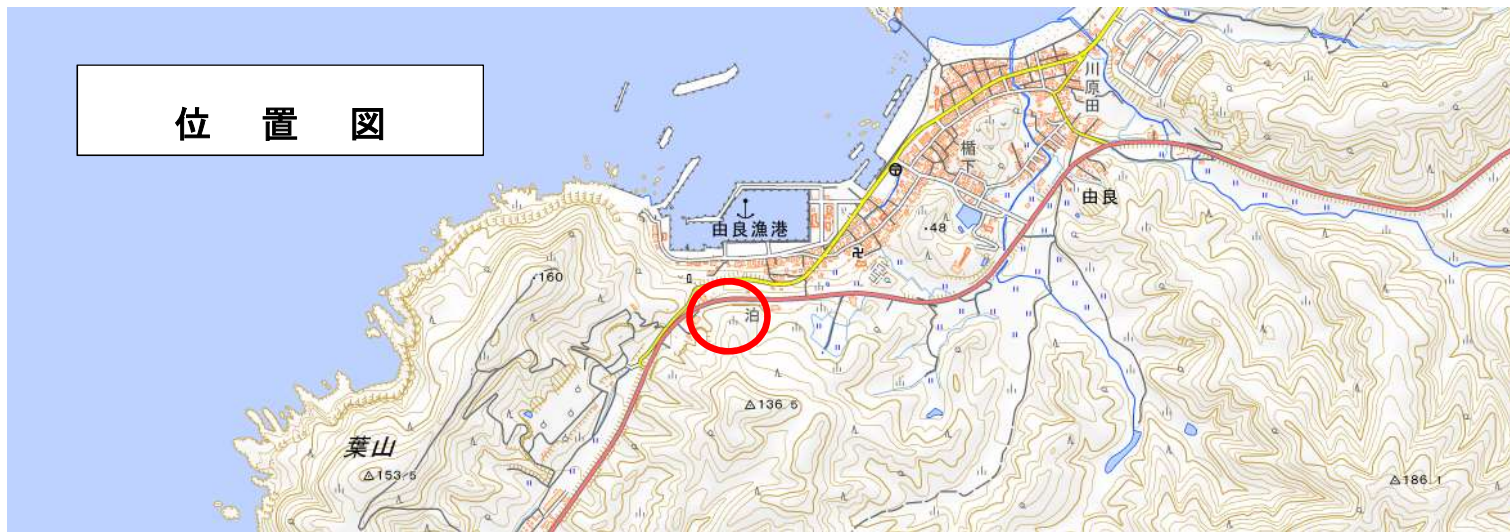 位 置 図
川原田
楯下
由良
由良漁港
・48
・160
泊
△136.5
葉山
△153.5
△186.1